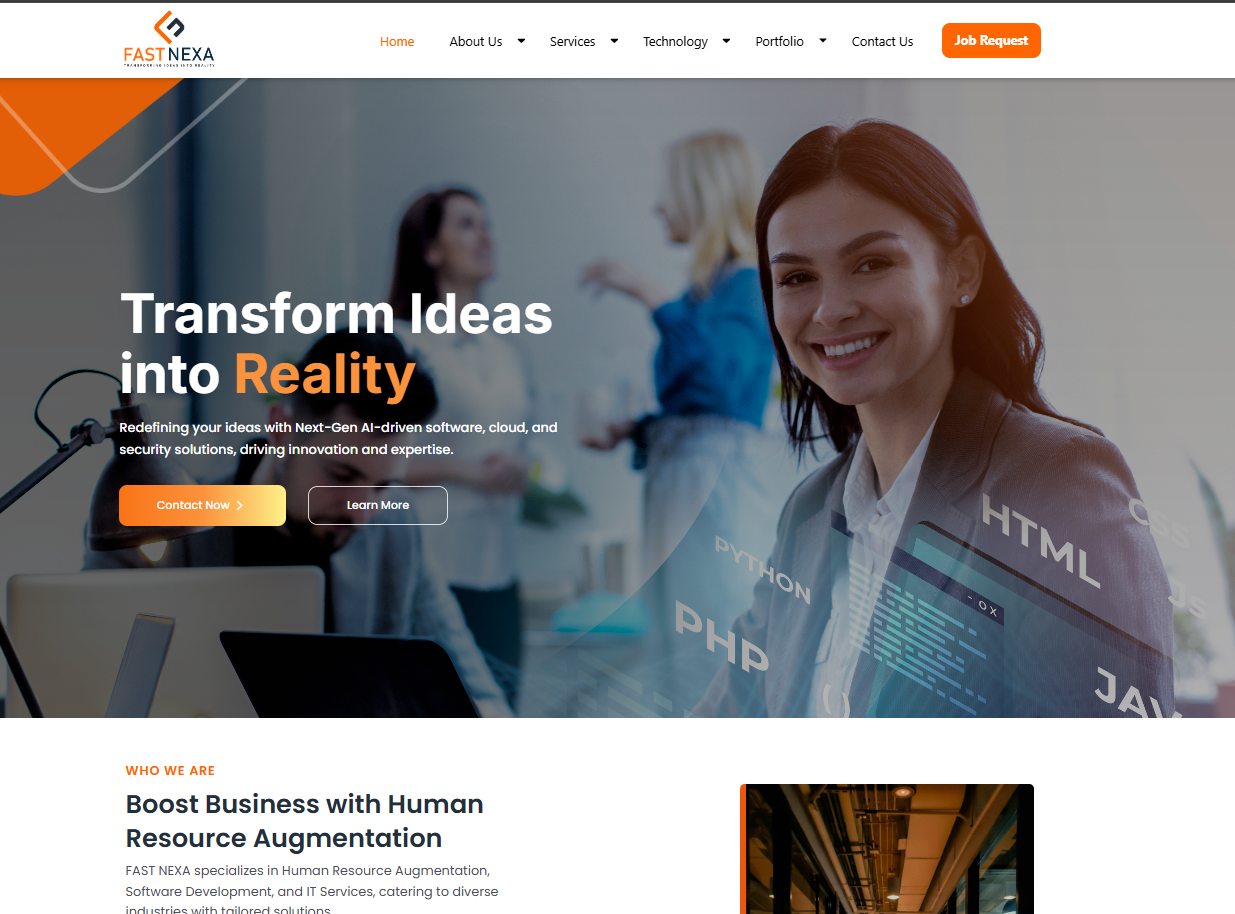 FAST NEXA
TRANSFORMING IDEAS INTO REALITY
Home
About Us
Services
Technology
Portfolio
Contact Us
Job Request
Transform Ideas
into Reality
Redefining your ideas with Next-Gen AI-driven software, cloud, and
security solutions, driving innovation and expertise.
Contact Now
Learn More
HTML
CSS
PYTHON
JS
PHP
( )
WHO WE ARE
Boost Business with Human
Resource Augmentation
FAST NEXA specializes in Human Resource Augmentation,
Software Development, and IT Services, catering to diverse
industries with tailored solutions.